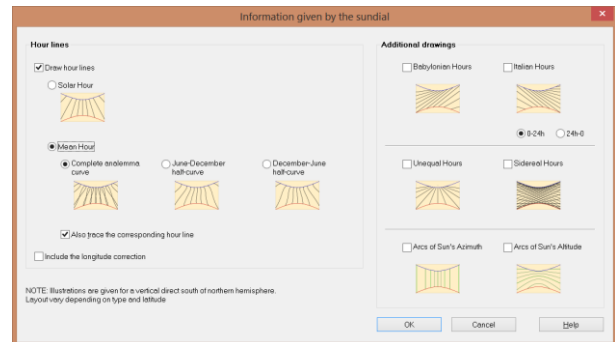 Information given by the sundial
Hour lines
Draw hour lines
Solar Hour
Mean Hour
Complete analemma
curve
June-December
half-curve
December-June
half-curve
Also trace the corresponding hour line
Include the longitude correction
NOTE: Illustrations are given for a vertical direct south of northern hemisphere.
Layout vary depending on type and latitude
Additional drawings
Babylonian Hours
Italian Hours
0-24h
24h-0
Unequal Hours
Sidereal Hours
Arcs of Sun's Azimuth
Arcs of Sun's Altitude
OK
Cancel
Help